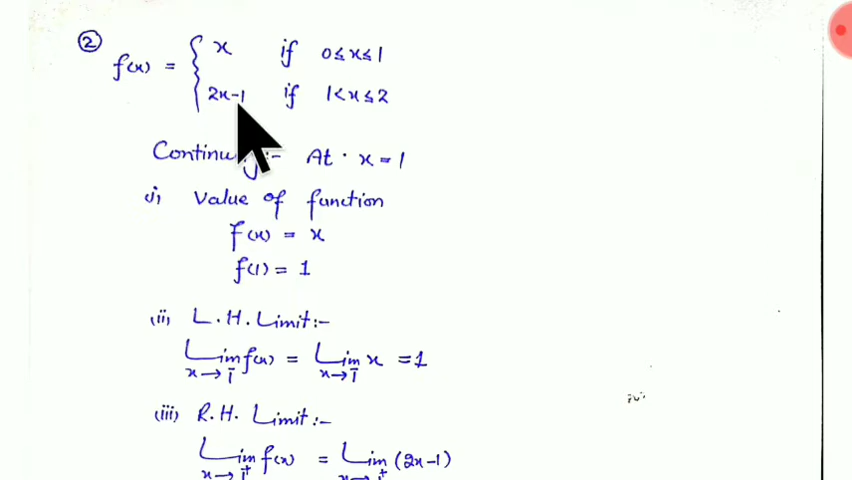 ② f(x) = { x if 0≤x≤1
2x-1 if 1<x≤2
Continu y:- At · x=1
(i) Value of function
f(x) = x
f(1) = 1
(ii) L.H. Limit:-
Lim x→1⁻ f(x) = Lim x→1⁻ x = 1
(iii) R.H. Limit:-
Lim x→1⁺ f(x) = Lim x→1⁺ (2x-1)